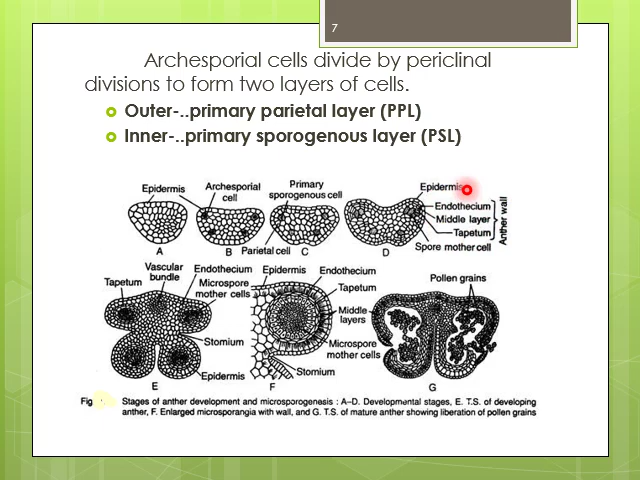 7
Archesporial cells divide by periclinal
divisions to form two layers of cells.
Outer-..primary parietal layer (PPL)
Inner-..primary sporogenous layer (PSL)
Epidermis
Archesporial
cell
Primary
sporogenous cell
Epidermis
Endothecium
Middle layer
Tapetum
Anther wall
Spore mother cell
Parietal cell
A
B
C
D
Tapetum
Vascular
bundle
Endothecium
Microspore
mother cells
Stomium
Epidermis
E
Epidermis
Endothecium
Tapetum
Middle
layers
Microspore
mother cells
Stomium
F
Pollen grains
G
Fig Stages of anther development and microsporogenesis : A–D. Developmental stages, E. T.S. of developing
anther, F. Enlarged microsporangia with wall, and G. T.S. of mature anther showing liberation of pollen grains